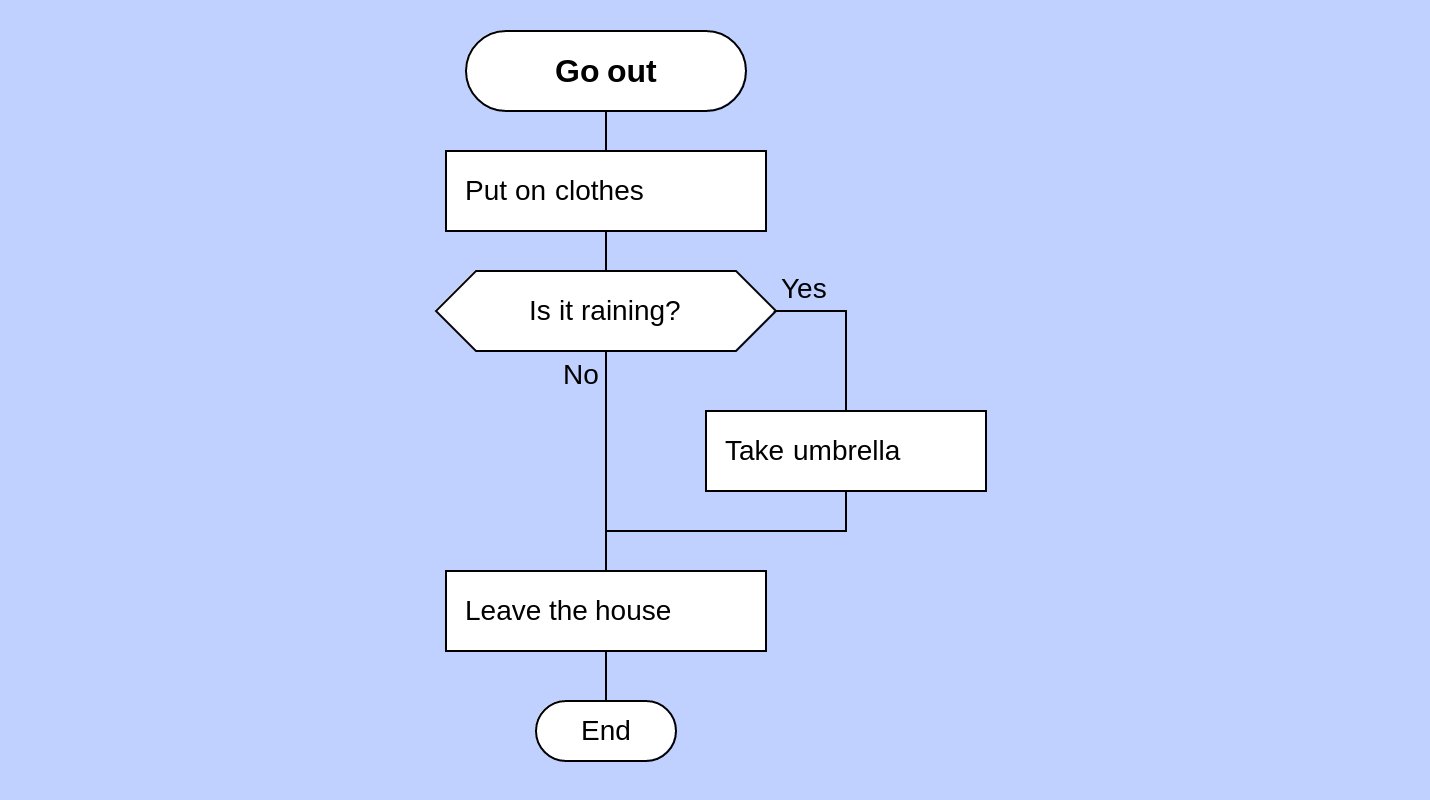 Go out
Put on clothes
Is it raining?
Yes
No
Take umbrella
Leave the house
End